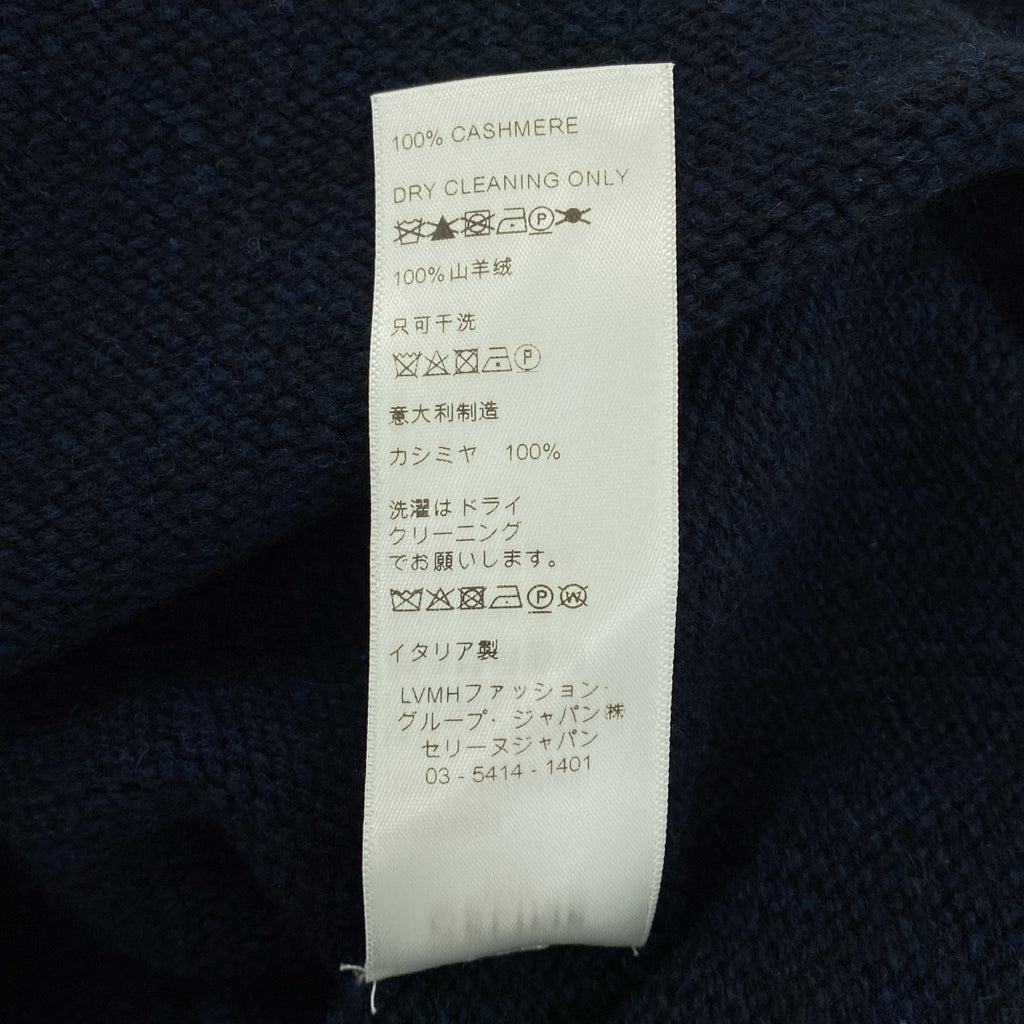 100% CASHMERE
DRY CLEANING ONLY
P
100%山羊绒
只可干洗
P
意大利制造
カシミヤ 100%
洗濯はドライ
クリーニング
でお願いします。
P W
イタリア製
LVMHファッション・
グループ・ジャパン㈱
セリーヌジャパン
03 - 5414 - 1401